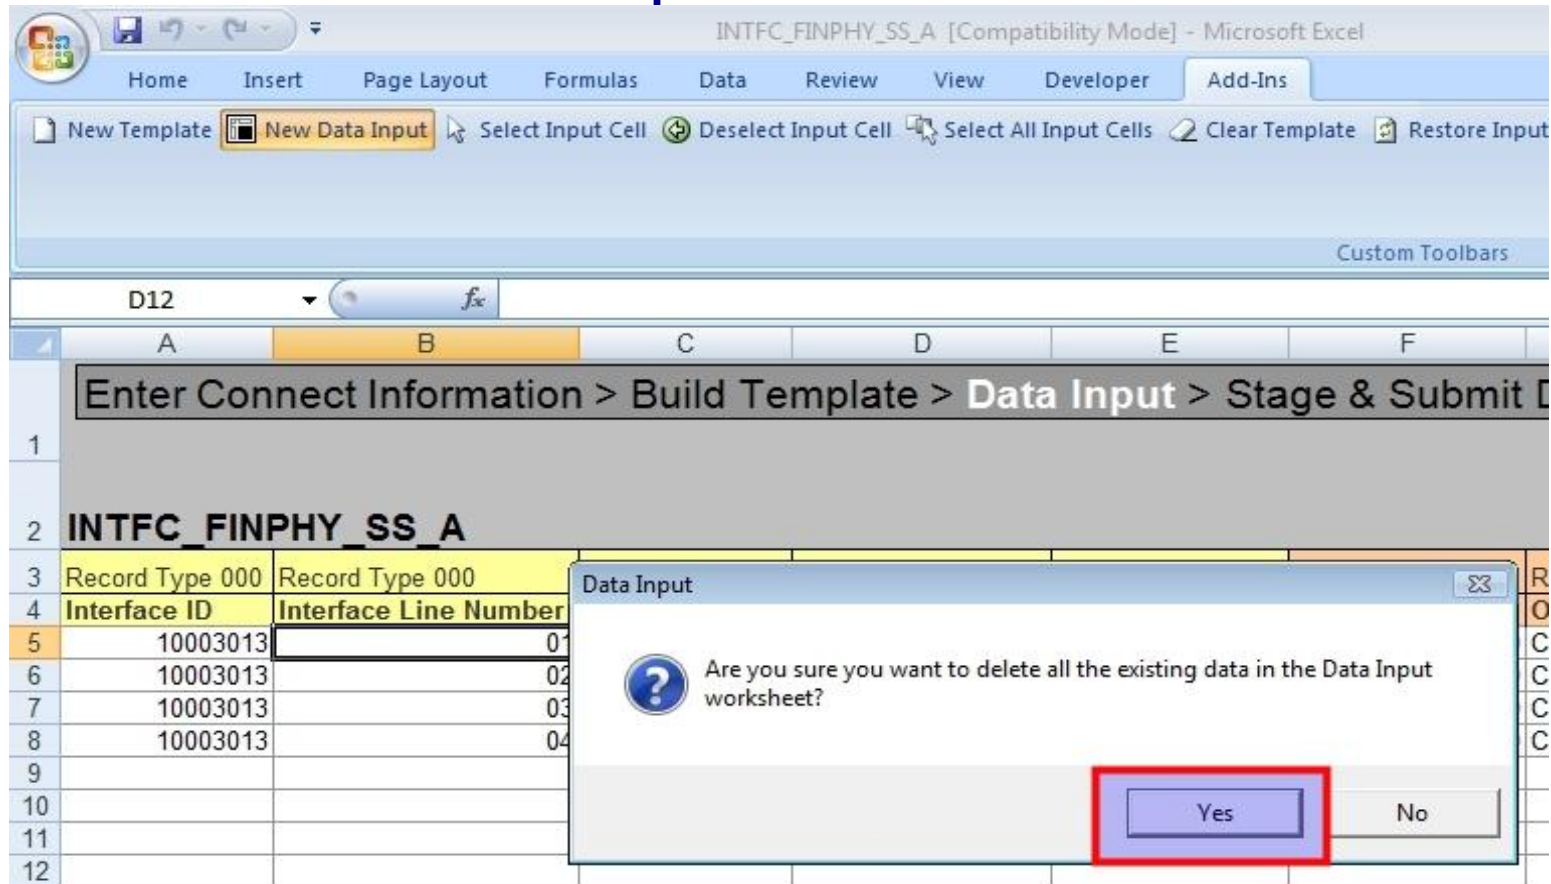 INTFC_FINPHY_SS_A [Compatibility Mode] - Microsoft Excel
Home Insert Page Layout Formulas Data Review View Developer Add-Ins
New Template New Data Input Select Input Cell Deselect Input Cell Select All Input Cells Clear Template Restore Input
Custom Toolbars
D12 fx
A B C D E F
Enter Connect Information > Build Template > Data Input > Stage & Submit D
1
2 INTFC_FINPHY_SS_A
3 Record Type 000 Record Type 000 R
4 Interface ID Interface Line Number O
5 10003013 01 C
6 10003013 02 C
7 10003013 03 C
8 10003013 04 C
9
10
11
12
Data Input
Are you sure you want to delete all the existing data in the Data Input
worksheet?
Yes No